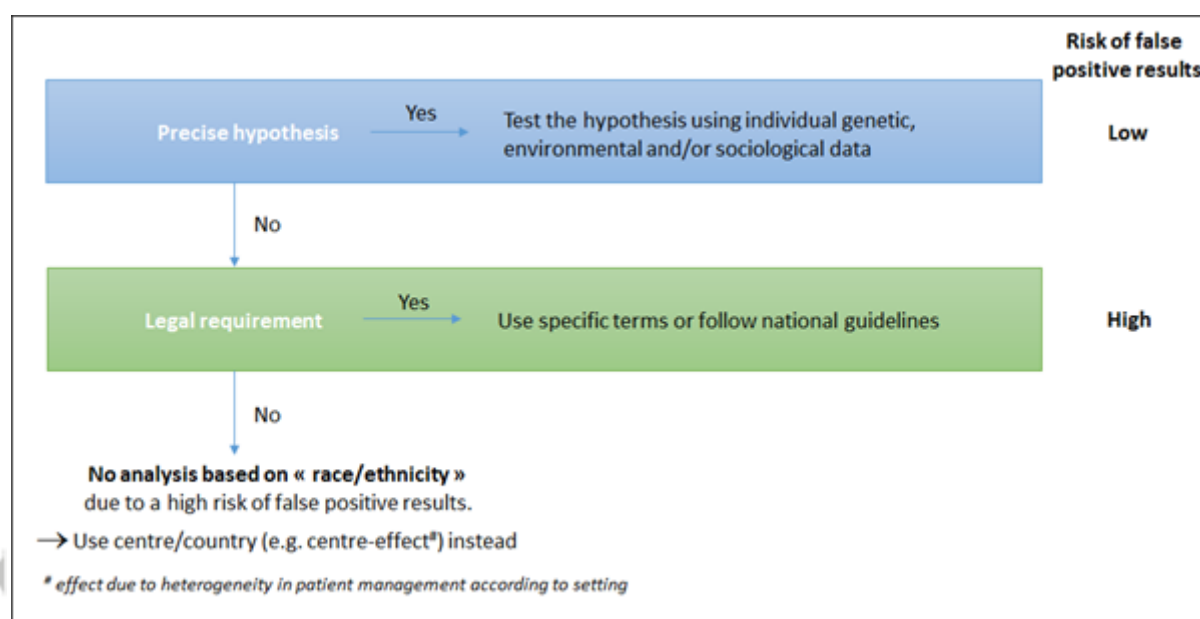 Risk of false
positive results
Precise hypothesis
Yes
Test the hypothesis using individual genetic,
environmental and/or sociological data
Low
No
Legal requirement
Yes
Use specific terms or follow national guidelines
High
No
No analysis based on « race/ethnicity »
due to a high risk of false positive results.
→ Use centre/country (e.g. centre-effect#) instead
# effect due to heterogeneity in patient management according to setting